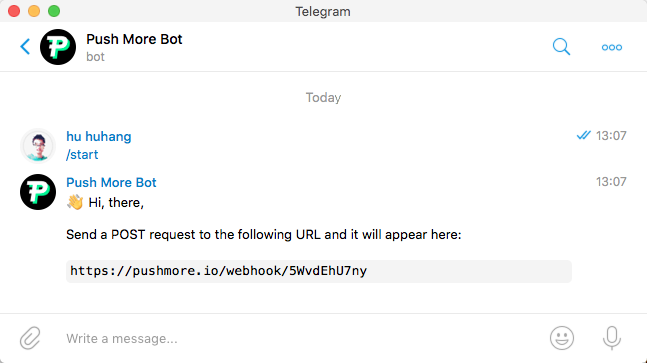 Telegram
Push More Bot
bot
Today
hu huhang
13:07
/start
Push More Bot
13:07
👋 Hi, there,
Send a POST request to the following URL and it will appear here:
https://pushmore.io/webhook/5WvdEhU7ny
Write a message...